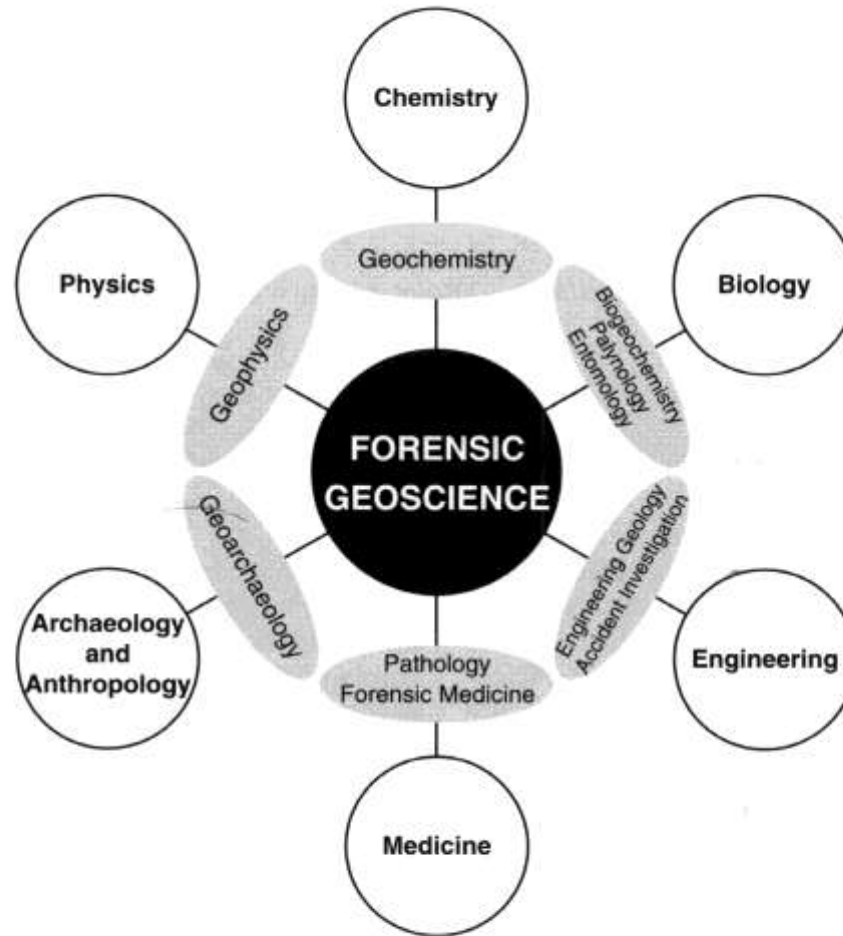 Chemistry
Geochemistry
Physics
Geophysics
Biology
Biogeochemistry
Palynology
Entomology
FORENSIC
GEOSCIENCE
Geoarchaeology
Archaeology
and
Anthropology
Engineering Geology
Accident Investigation
Engineering
Pathology
Forensic Medicine
Medicine